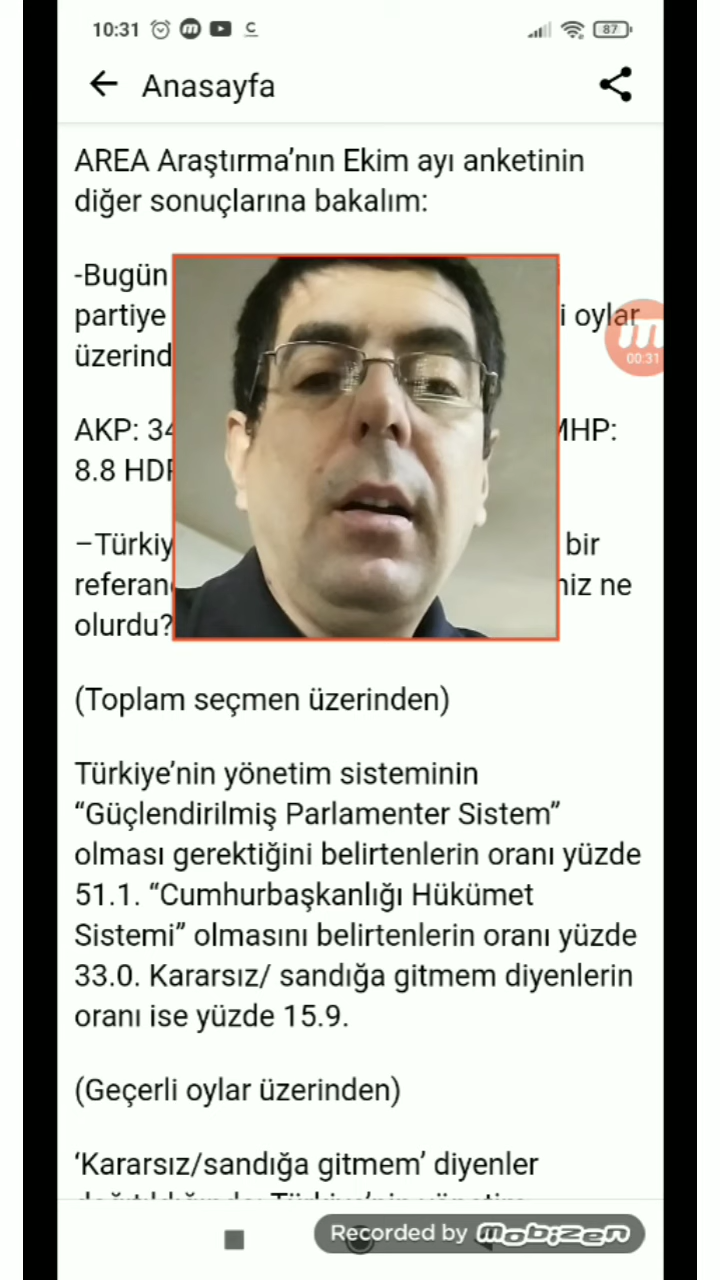 10:31
87
Anasayfa
AREA Araştırma’nın Ekim ayı anketinin
diğer sonuçlarına bakalım:
-Bugün
partiye oylar
üzerind
00:31
AKP: 34 MHP:
8.8 HDP
–Türkiy bir
referan ne
olurdu?
(Toplam seçmen üzerinden)
Türkiye’nin yönetim sisteminin
“Güçlendirilmiş Parlamenter Sistem”
olması gerektiğini belirtenlerin oranı yüzde
51.1. “Cumhurbaşkanlığı Hükümet
Sistemi” olmasını belirtenlerin oranı yüzde
33.0. Kararsız/ sandığa gitmem diyenlerin
oranı ise yüzde 15.9.
(Geçerli oylar üzerinden)
‘Kararsız/sandığa gitmem’ diyenler
Recorded by mobizen